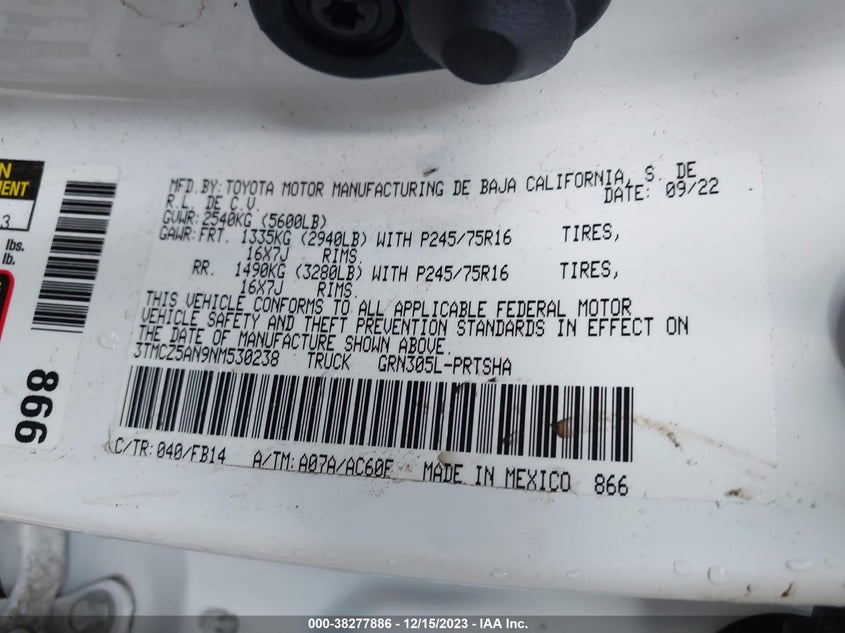 MFD.BY:TOYOTA MOTOR MANUFACTURING DE BAJA CALIFORNIA, S. DE
R.L. DE C.V. DATE: 09/22
GVWR:2540KG (5600LB)
GAWR:FRT. 1335KG (2940LB) WITH P245/75R16 TIRES,
16X7J RIMS.
RR. 1490KG (3280LB) WITH P245/75R16 TIRES,
16X7J RIMS.
THIS VEHICLE CONFORMS TO ALL APPLICABLE FEDERAL MOTOR
VEHICLE SAFETY AND THEFT PREVENTION STANDARDS IN EFFECT ON
THE DATE OF MANUFACTURE SHOWN ABOVE.
3TMCZ5AN9NM530238 TRUCK GRN305L-PRTSHA
C/TR:040/FB14 A/TM:A07A/AC60F MADE IN MEXICO 866
lbs.
lb.
866
000-38277886 - 12/15/2023 - IAA Inc.